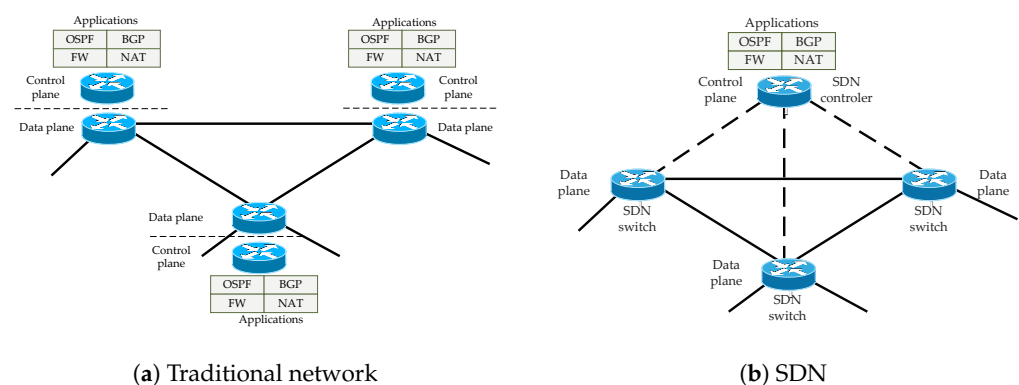 Applications
OSPF BGP
FW NAT
Control plane
Data plane
Applications
OSPF BGP
FW NAT
Control plane
Data plane
Data plane
Control plane
OSPF BGP
FW NAT
Applications
(a) Traditional network
Applications
OSPF BGP
FW NAT
Control plane
SDN controler
Data plane
SDN switch
Data plane
SDN switch
Data plane
SDN switch
(b) SDN